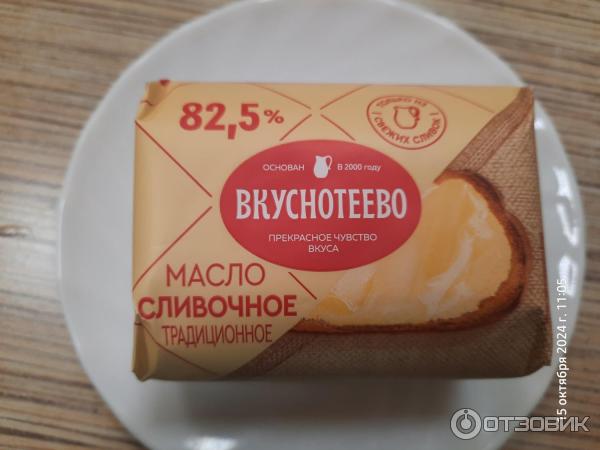 82,5%
ТОЛЬКО ИЗ
СВЕЖИХ СЛИВОК
ОСНОВАН В 2000 ГОДУ
ВКУСНОТЕЕВО
ПРЕКРАСНОЕ ЧУВСТВО
ВКУСА
МАСЛО
СЛИВОЧНОЕ
ТРАДИЦИОННОЕ
5 октября 2024 г. 11:05
ОТЗОВИК